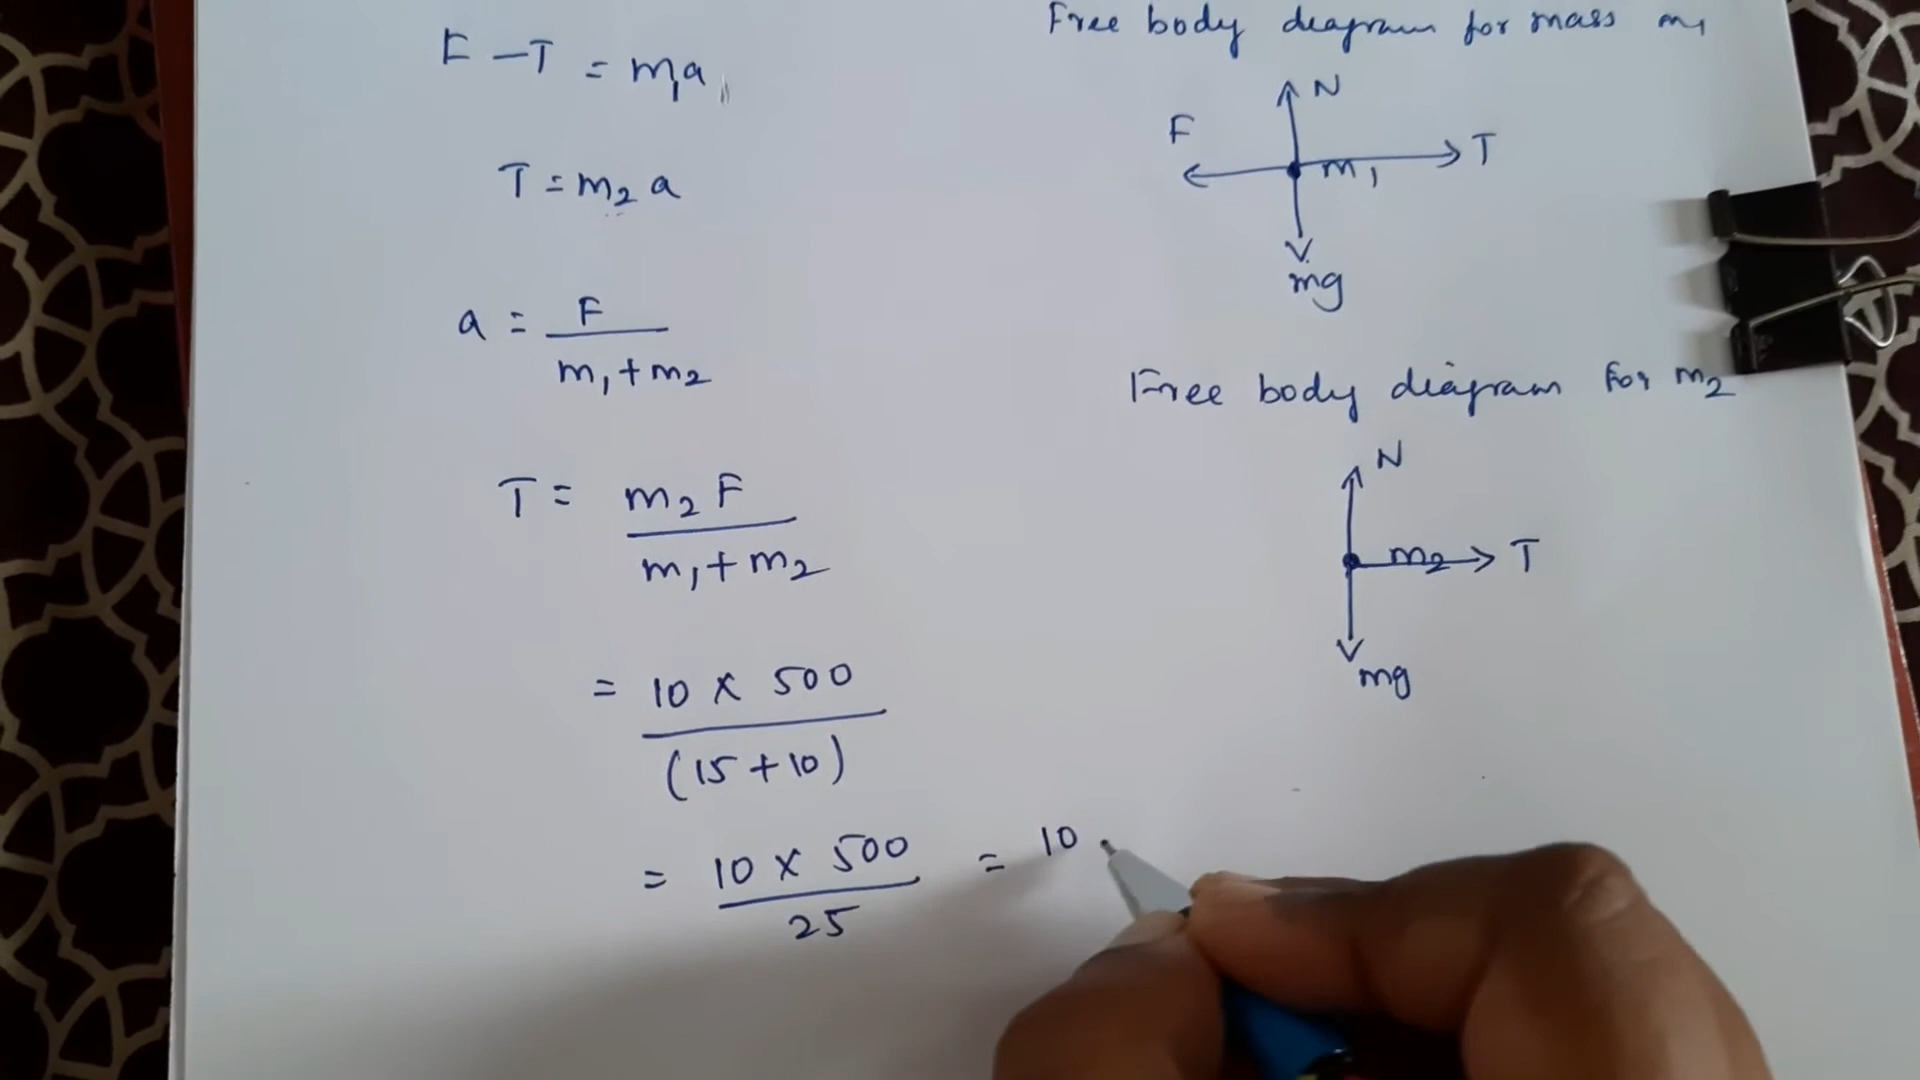 F - T = m₁a
T = m₂ a
a = F / m₁+m₂
T = m₂ F / m₁+m₂
= 10 x 500 / (15+10)
= 10 x 500 / 25 = 10
Free body diagram for mass m₁
N
F
T
m₁
mg
Free body diagram for m₂
N
m₂
T
mg